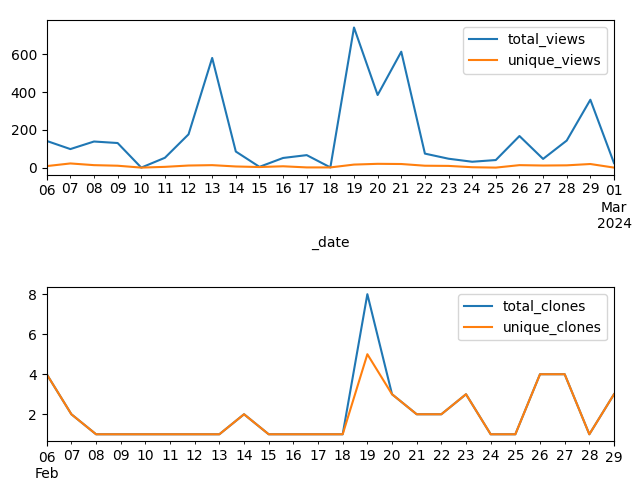 total_views
unique_views
600
400
200
0
06 07 08 09 10 11 12 13 14 15 16 17 18 19 20 21 22 23 24 25 26 27 28 29 01
Mar
2024
_date
total_clones
unique_clones
8
6
4
2
06 07 08 09 10 11 12 13 14 15 16 17 18 19 20 21 22 23 24 25 26 27 28 29
Feb